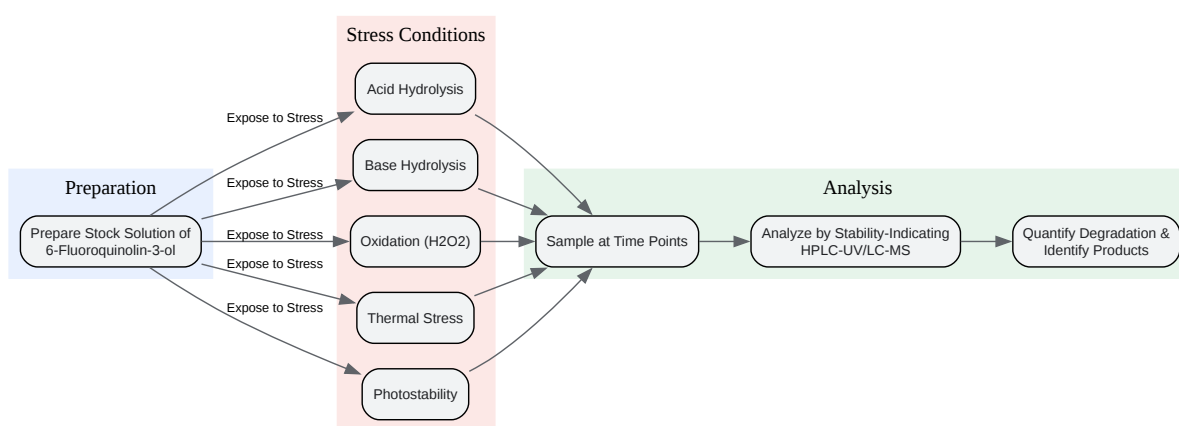 Stress Conditions
Acid Hydrolysis
Expose to Stress
Base Hydrolysis
Expose to Stress
Preparation
Analysis
Prepare Stock Solution of
6-Fluoroquinolin-3-ol
Expose to Stress
Oxidation (H2O2)
Sample at Time Points
Analyze by Stability-Indicating
HPLC-UV/LC-MS
Quantify Degradation &
Identify Products
Expose to Stress
Thermal Stress
Expose to Stress
Photostability